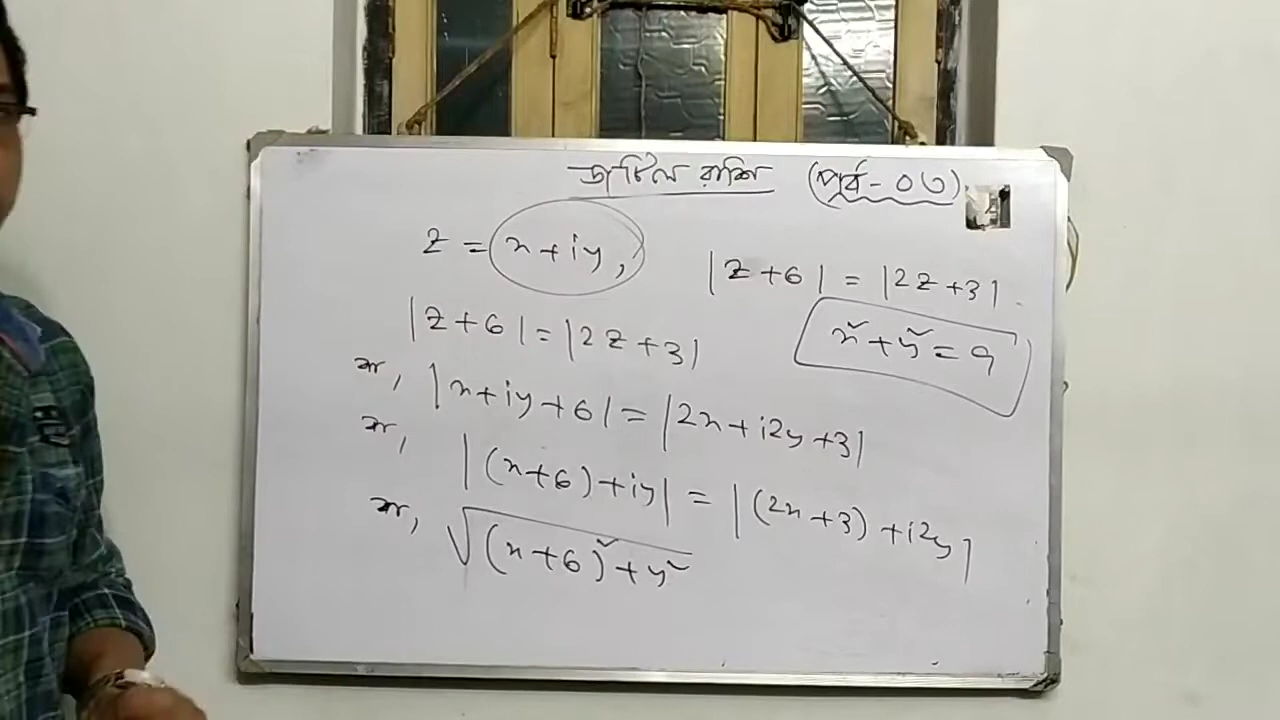 জটিল রাশি (পর্ব-০৩)
z = x+iy,
|z+6| = |2z+3|
x²+y²=9
|z+6|=|2z+3|
বা, |x+iy+6|=|2x+i2y+3|
বা, |(x+6)+iy| = |(2x+3)+i2y|
বা, √(x+6)²+y²